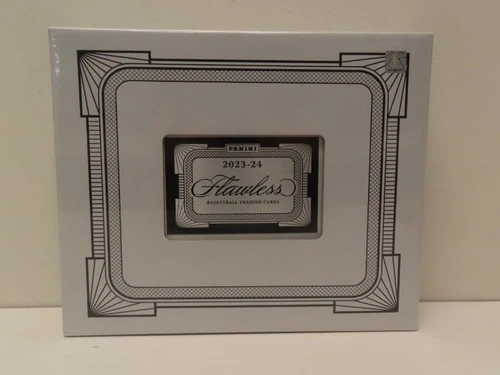 PANINI
2023-24
Flawless
BASKETBALL TRADING CARDS